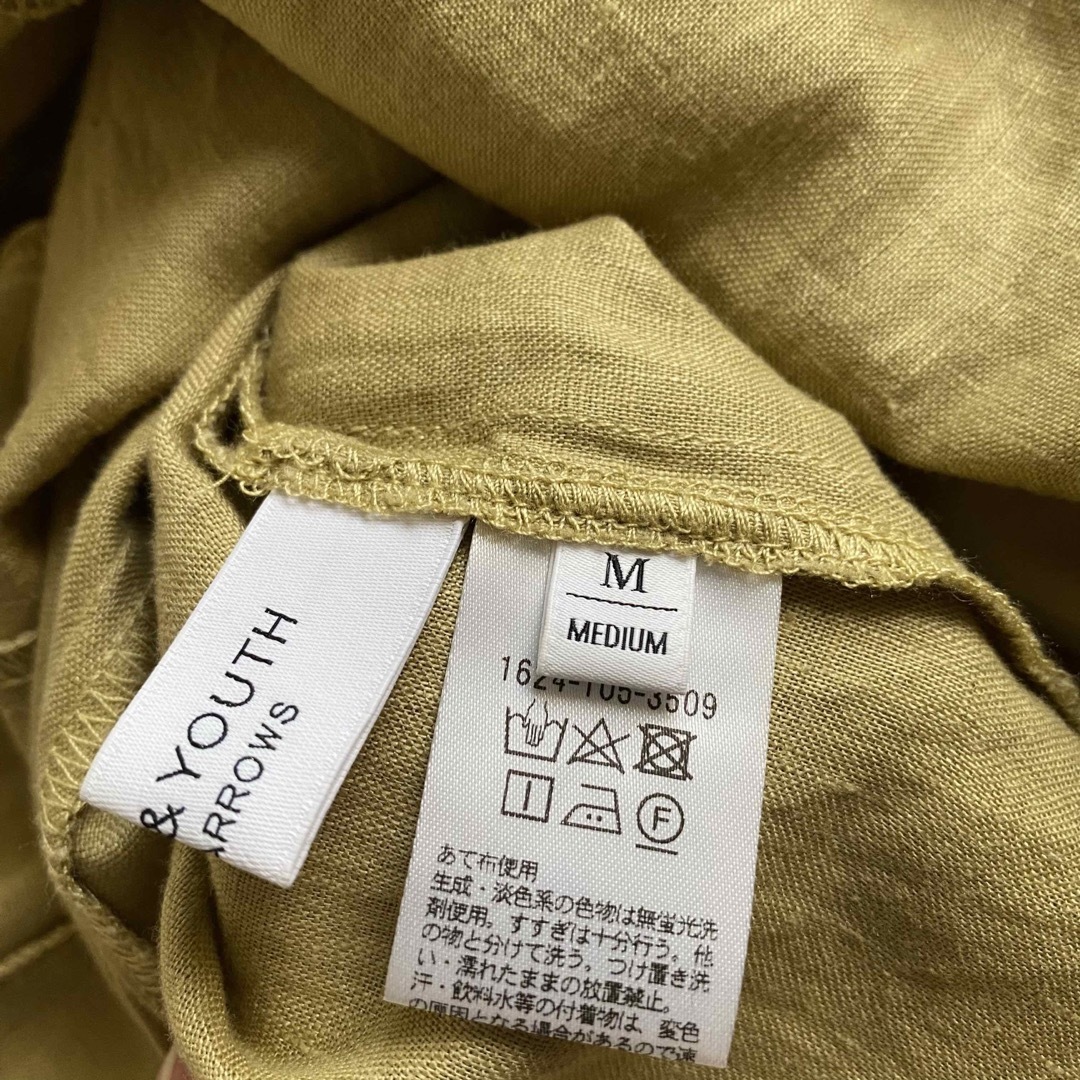 & YOUTH
ARROWS
M
MEDIUM
1624-105-3509
F
あて布使用
生成・淡色系の色物は無蛍光洗
剤使用。すすぎは十分行う。他
の物と分けて洗う。つけ置き洗
い・濡れたままの放置禁止。
汗・飲料水等の付着物は、変色
の原因となる場合があるので速